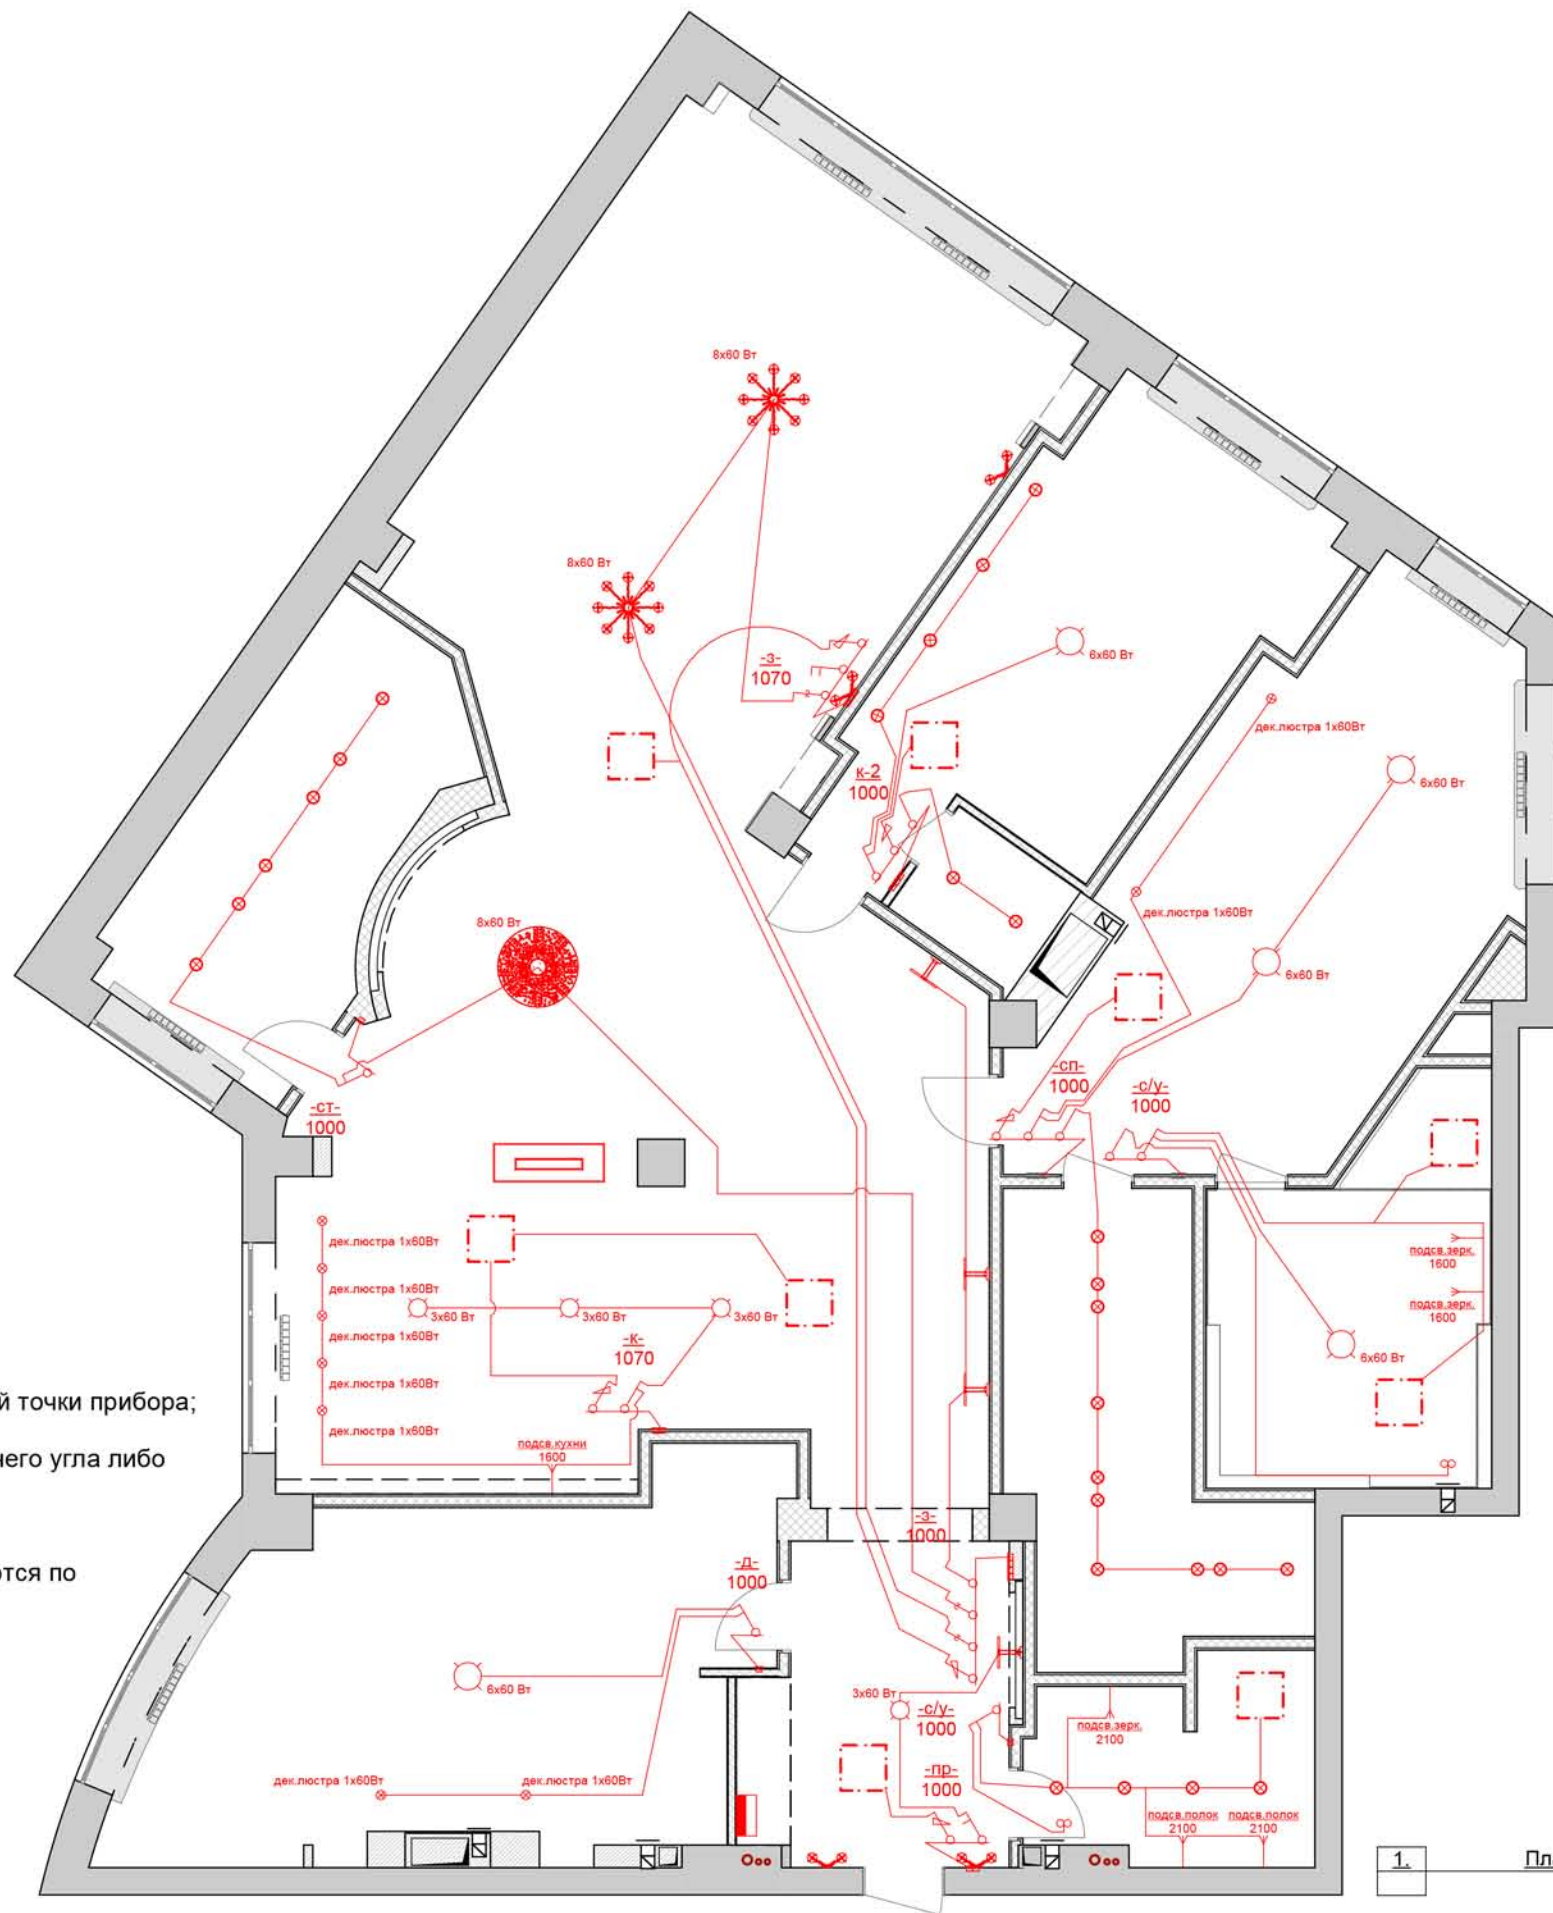 8х60 Вт
8х60 Вт
-з-
1070
6х60 Вт
дек.люстра 1х60Вт
к-2
1000
6х60 Вт
8х60 Вт
дек.люстра 1х60Вт
6х60 Вт
-сп-
1000
-с/у-
1000
-ст-
1000
дек.люстра 1х60Вт
дек.люстра 1х60Вт
дек.люстра 1х60Вт
дек.люстра 1х60Вт
дек.люстра 1х60Вт
3х60 Вт
3х60 Вт
3х60 Вт
-к-
1070
подсв.кухни
1600
подсв.зерк.
1600
подсв.зерк.
1600
6х60 Вт
й точки прибора;
него угла либо
тся по
-з-
1000
-д-
1000
6х60 Вт
дек.люстра 1х60Вт
дек.люстра 1х60Вт
3х60 Вт
-с/у-
1000
-пр-
1000
подсв.зерк.
2100
подсв.полок
2100
подсв.полок
2100
1.
Пл